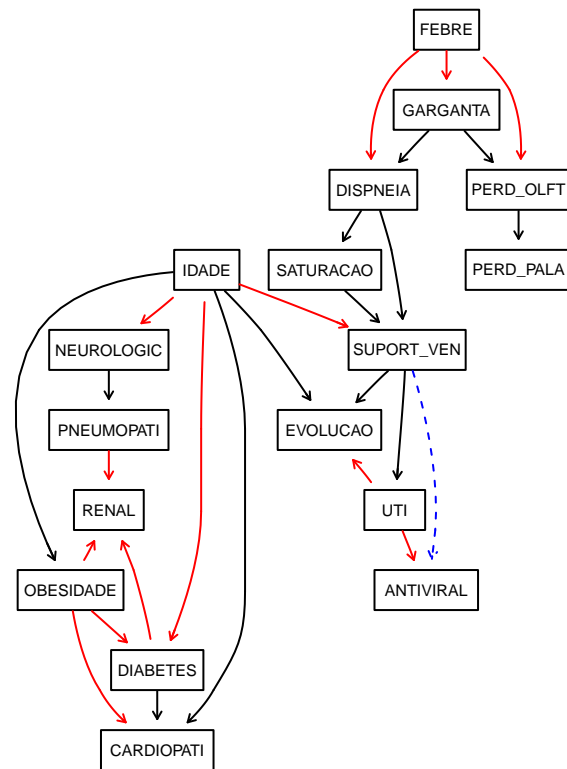 FEBRE
GARGANTA
DISPNEIA
PERD_OLFT
IDADE
SATURACAO
PERD_PALA
NEUROLOGIC
SUPORT_VEN
PNEUMOPATI
EVOLUCAO
RENAL
UTI
OBESIDADE
ANTIVIRAL
DIABETES
CARDIOPATI